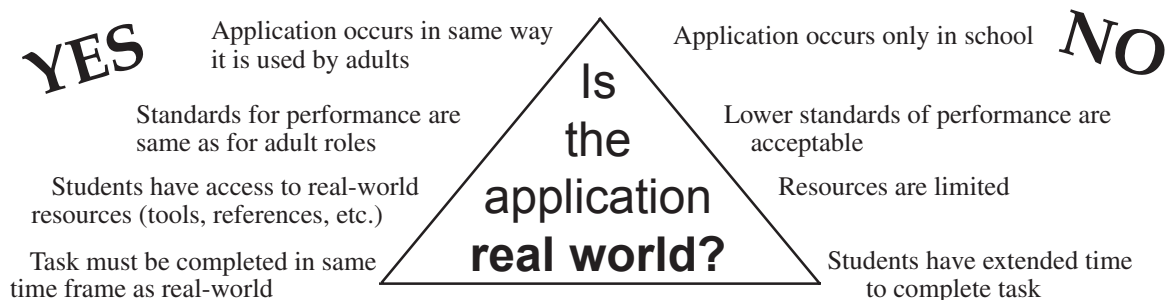 YES
Application occurs in same way
it is used by adults
Standards for performance are
same as for adult roles
Students have access to real-world
resources (tools, references, etc.)
Task must be completed in same
time frame as real-world
Is
the
application
real world?
NO
Application occurs only in school
Lower standards of performance are
acceptable
Resources are limited
Students have extended time
to complete task